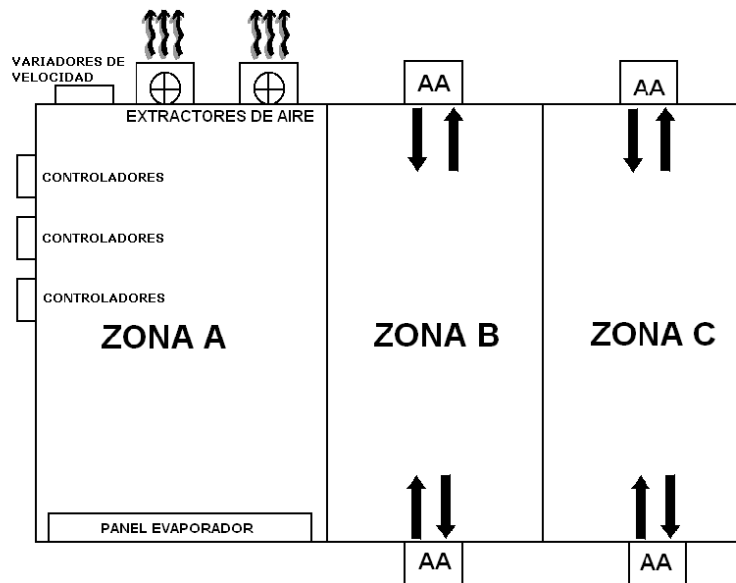 VARIADORES DE
VELOCIDAD
AA
AA
EXTRACTORES DE AIRE
CONTROLADORES
CONTROLADORES
CONTROLADORES
ZONA A
ZONA B
ZONA C
PANEL EVAPORADOR
AA
AA